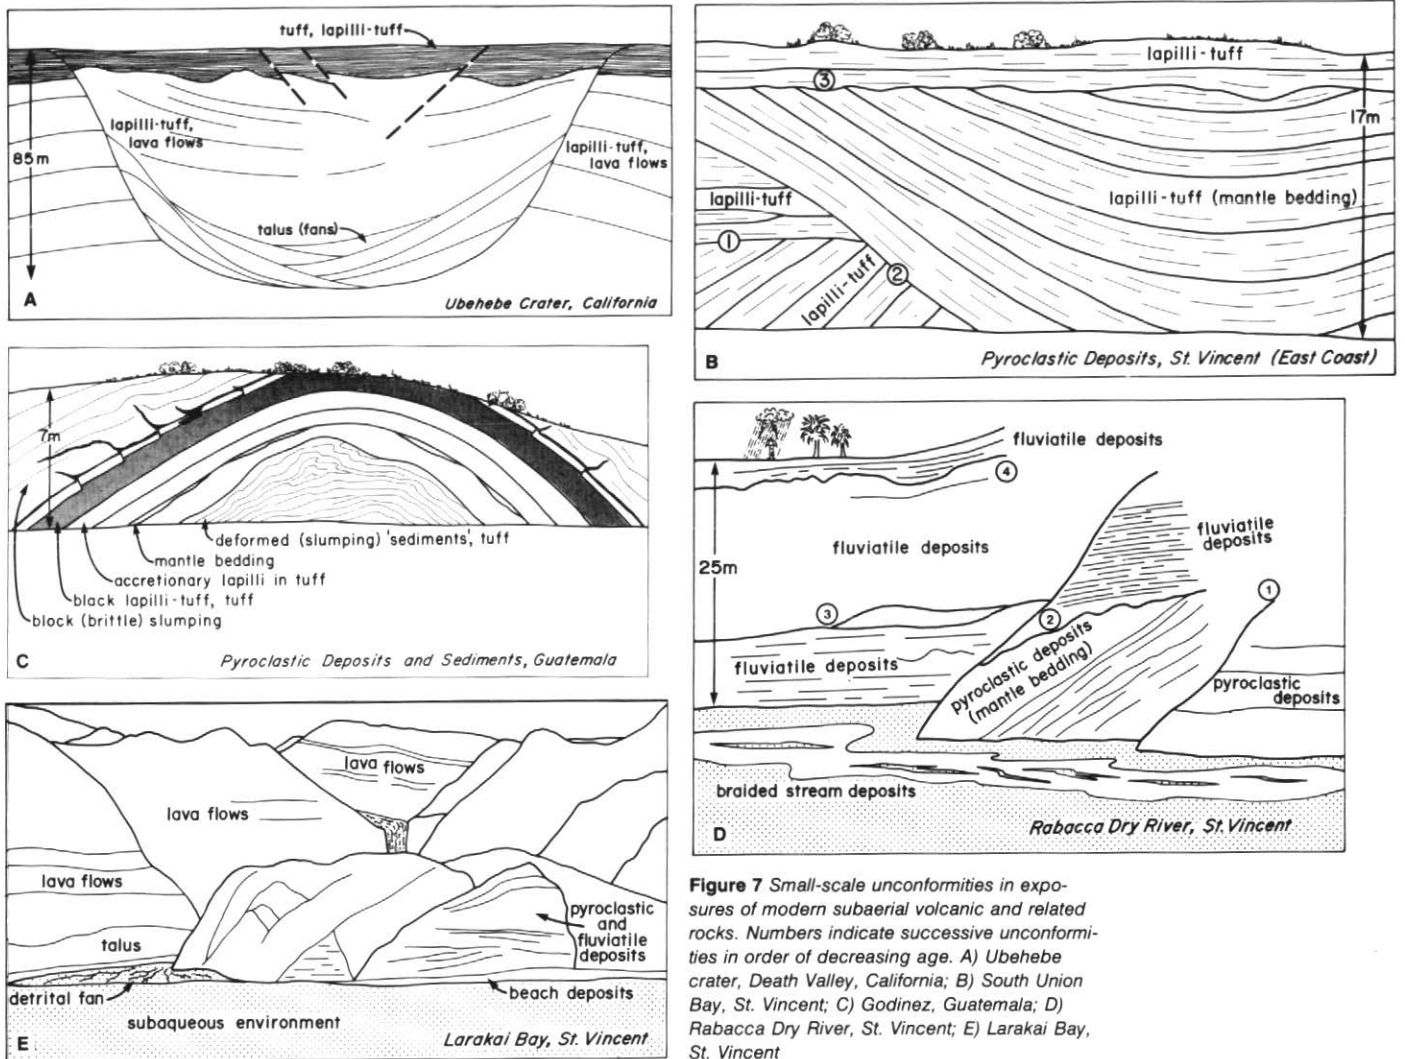 tuff, lapilli-tuff
lapilli-tuff,
lava flows
lapilli-tuff,
lava flows
85m
talus (fans)
A
Ubehebe Crater, California
lapilli-tuff
3
17m
lapilli-tuff
lapilli-tuff (mantle bedding)
1
2
lapilli-tuff
B
Pyroclastic Deposits, St. Vincent (East Coast)
7m
deformed (slumping) 'sediments', tuff
mantle bedding
accretionary lapilli in tuff
black lapilli-tuff, tuff
block (brittle) slumping
C
Pyroclastic Deposits and Sediments, Guatemala
fluviatile deposits
4
fluviatile deposits
fluviatile
deposits
25m
3
2
1
fluviatile deposits
pyroclastic deposits
(mantle bedding)
pyroclastic
deposits
braided stream deposits
D
Rabacca Dry River, St. Vincent
lava flows
lava flows
lava flows
talus
pyroclastic
and
fluviatile
deposits
detrital fan
beach deposits
subaqueous environment
E
Larakai Bay, St. Vincent
Figure 7 Small-scale unconformities in expo-
sures of modern subaerial volcanic and related
rocks. Numbers indicate successive unconformi-
ties in order of decreasing age. A) Ubehebe
crater, Death Valley, California; B) South Union
Bay, St. Vincent; C) Godinez, Guatemala; D)
Rabacca Dry River, St. Vincent; E) Larakai Bay,
St. Vincent